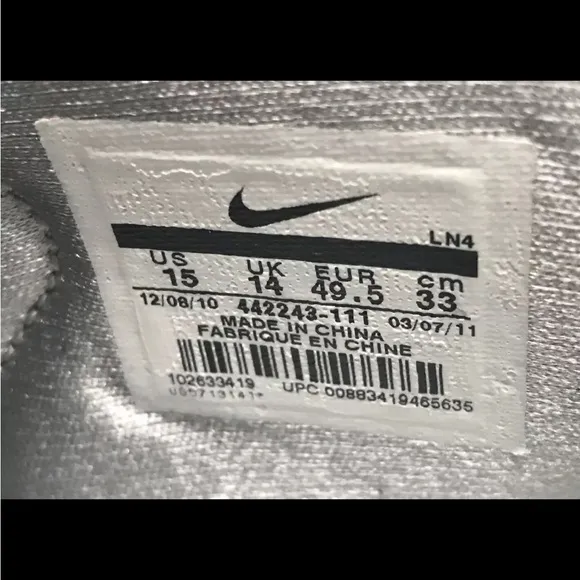 LN4
US UK EUR cm
15 14 49.5 33
12/08/10 442243-111 03/07/11
MADE IN CHINA
FABRIQUE EN CHINE
102633419 UPC 00883419465635